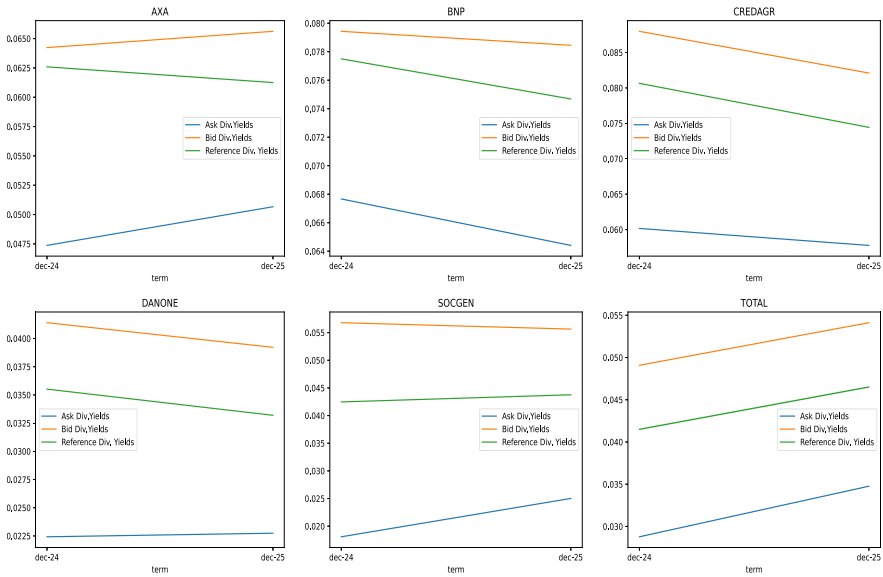 AXA
0.0650
0.0625
0.0600
0.0575
0.0550
0.0525
0.0500
0.0475
Ask Div.Yields
Bid Div.Yields
Reference Div. Yields
dec-24
dec-25
term
BNP
0.080
0.078
0.076
0.074
0.072
0.070
0.068
0.066
0.064
Ask Div.Yields
Bid Div.Yields
Reference Div. Yields
dec-24
dec-25
term
CREDAGR
0.085
0.080
0.075
0.070
0.065
0.060
Ask Div.Yields
Bid Div.Yields
Reference Div. Yields
dec-24
dec-25
term
DANONE
0.0400
0.0375
0.0350
0.0325
0.0300
0.0275
0.0250
0.0225
Ask Div.Yields
Bid Div.Yields
Reference Div. Yields
dec-24
dec-25
term
SOCGEN
0.055
0.050
0.045
0.040
0.035
0.030
0.025
0.020
Ask Div.Yields
Bid Div.Yields
Reference Div. Yields
dec-24
dec-25
term
TOTAL
0.055
0.050
0.045
0.040
0.035
0.030
Ask Div.Yields
Bid Div.Yields
Reference Div. Yields
dec-24
dec-25
term